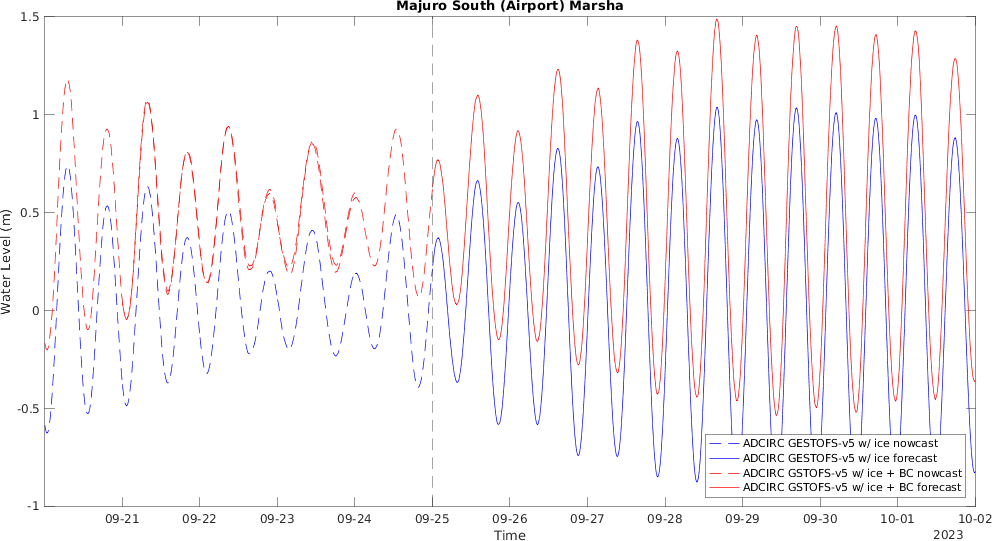 Majuro South (Airport) Marsha
1.5
1
0.5
0
-0.5
-1
Water Level (m)
09-21
09-22
09-23
09-24
09-25
09-26
09-27
09-28
09-29
09-30
10-01
10-02
Time
2023
ADCIRC GESTOFS-v5 w/ ice nowcast
ADCIRC GESTOFS-v5 w/ ice forecast
ADCIRC GSTOFS-v5 w/ ice + BC nowcast
ADCIRC GSTOFS-v5 w/ ice + BC forecast